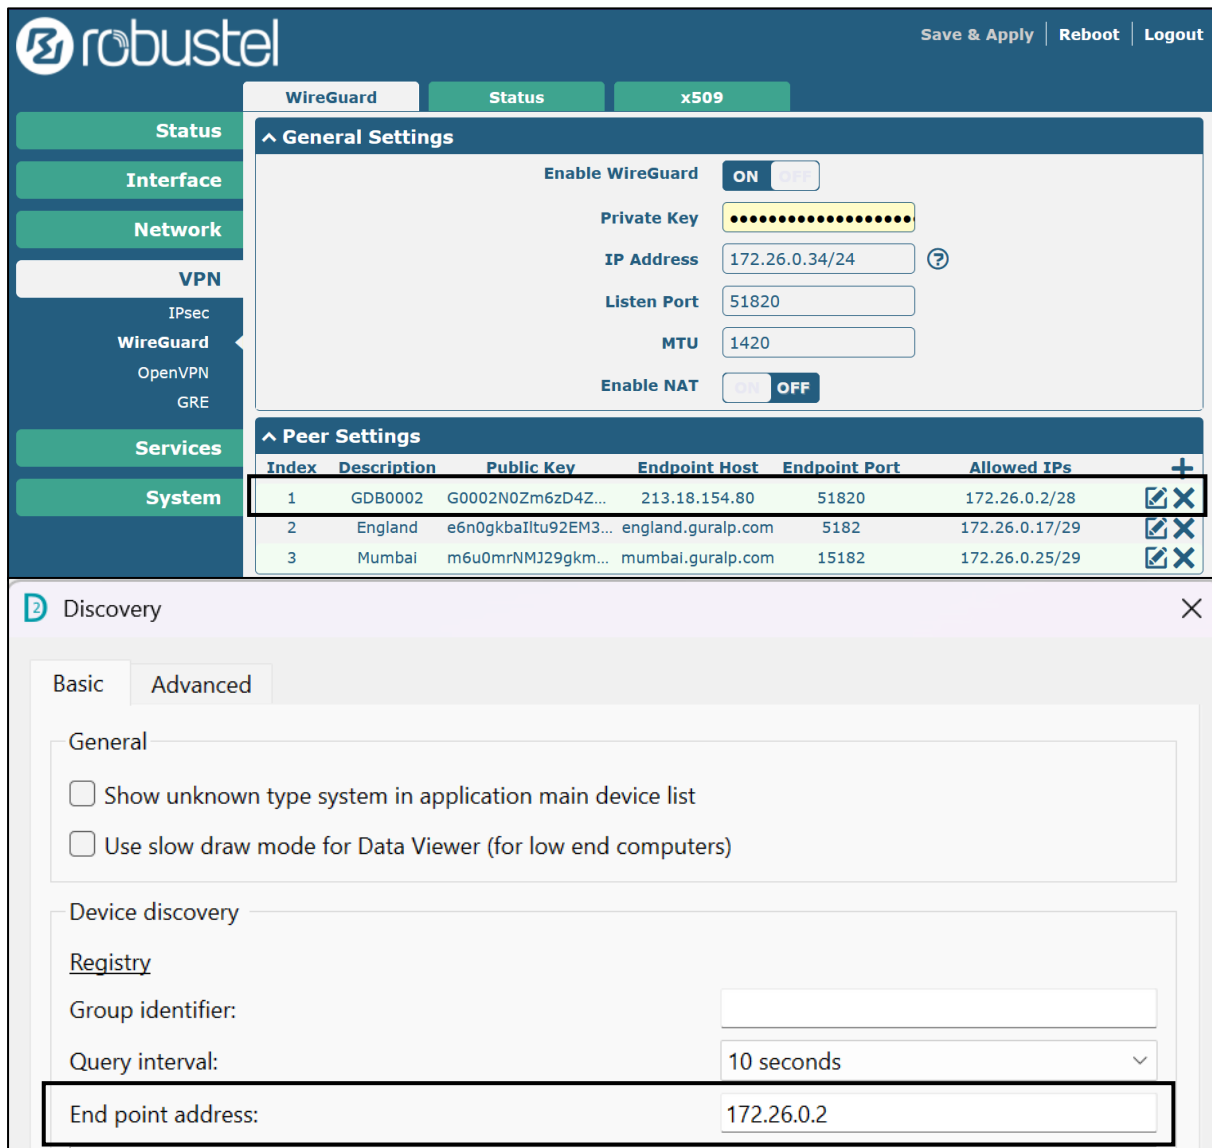 robustel
Save & Apply | Reboot | Logout
WireGuard Status x509
Status
Interface
Network
VPN
IPsec
WireGuard
OpenVPN
GRE
Services
System
General Settings
Enable WireGuard ON OFF
Private Key ••••••••••••••••••••
IP Address 172.26.0.34/24 ?
Listen Port 51820
MTU 1420
Enable NAT ON OFF
Peer Settings
Index Description Public Key Endpoint Host Endpoint Port Allowed IPs
1 GDB0002 G0002N0Zm6zD4Z... 213.18.154.80 51820 172.26.0.2/28
2 England e6n0gkbaIltu92EM3... england.guralp.com 5182 172.26.0.17/29
3 Mumbai m6u0mrNMJ29gkm... mumbai.guralp.com 15182 172.26.0.25/29
2 Discovery
Basic Advanced
General
Show unknown type system in application main device list
Use slow draw mode for Data Viewer (for low end computers)
Device discovery
Registry
Group identifier:
Query interval: 10 seconds
End point address: 172.26.0.2